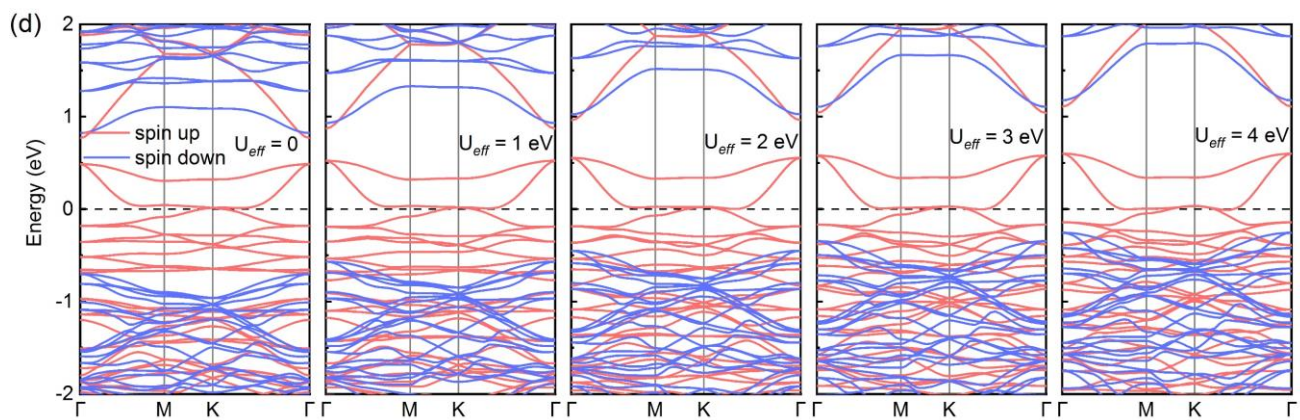 (d)
Energy (eV)
2
1
0
-1
-2
spin up
spin down
U_eff = 0
U_eff = 1 eV
U_eff = 2 eV
U_eff = 3 eV
U_eff = 4 eV
Γ M K Γ M K Γ M K Γ M K Γ M K Γ